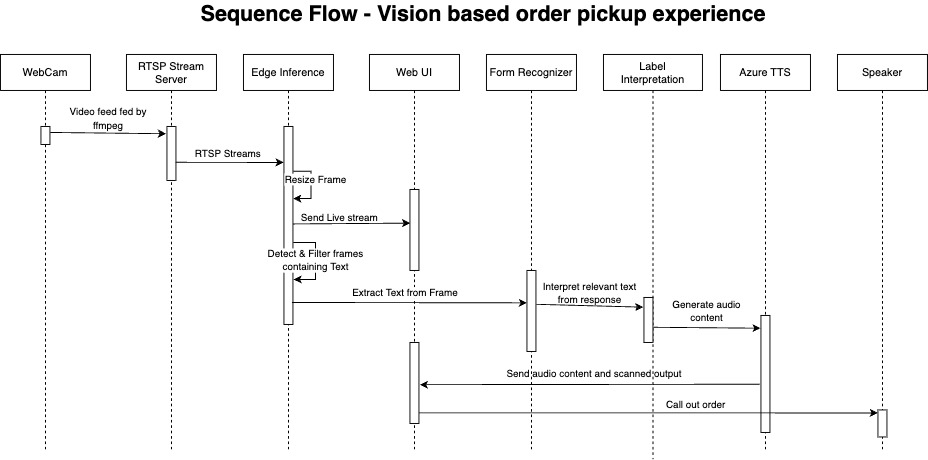 Sequence Flow - Vision based order pickup experience
WebCam
RTSP Stream
Server
Edge Inference
Web UI
Form Recognizer
Label
Interpretation
Azure TTS
Speaker
Video feed fed by
ffmpeg
RTSP Streams
Resize Frame
Send Live stream
Detect & Filter frames
containing Text
Extract Text from Frame
Interpret relevant text
from response
Generate audio
content
Send audio content and scanned output
Call out order